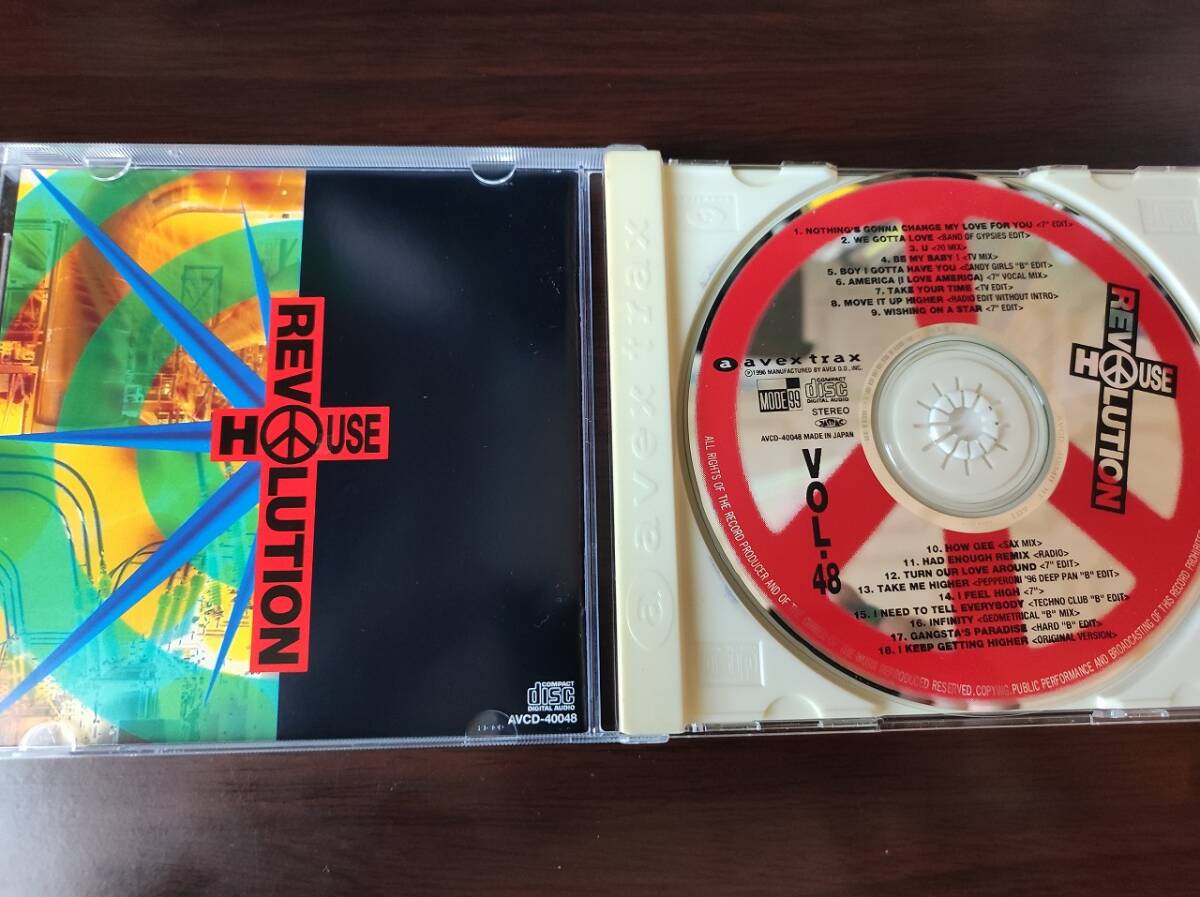 REVOLUTION
HOUSE
COMPACT
disc
DIGITAL AUDIO
AVCD-40048
a avex trax
1. NOTHING'S GONNA CHANGE MY LOVE FOR YOU <7" EDIT>
2. WE GOTTA LOVE <BAND OF GYPSIES EDIT>
3. U <70 MIX>
4. BE MY BABY ! <TV MIX>
5. BOY I GOTTA HAVE YOU <CANDY GIRLS "B" EDIT>
6. AMERICA (I LOVE AMERICA) <7" VOCAL MIX>
7. TAKE YOUR TIME <TV EDIT>
8. MOVE IT UP HIGHER <RADIO EDIT WITHOUT INTRO>
9. WISHING ON A STAR <7" EDIT>
a avex trax
℗1996 MANUFACTURED BY AVEX D.D., INC.
MODE 99
COMPACT
disc
DIGITAL AUDIO
STEREO
JASRAC
AVCD-40048 MADE IN JAPAN
VOL.48
REVOLUTION
HOUSE
10. HOW GEE <SAX MIX>
11. HAD ENOUGH REMIX <RADIO>
12. TURN OUR LOVE AROUND <7" EDIT>
13. TAKE ME HIGHER <PEPPERONI '96 DEEP PAN "B" EDIT>
14. I FEEL HIGH <7">
15. I NEED TO TELL EVERYBODY <TECHNO CLUB "B" EDIT>
16. INFINITY <GEOMETRICAL "B" MIX>
17. GANGSTA'S PARADISE <HARD "B" EDIT>
18. I KEEP GETTING HIGHER <ORIGINAL VERSION>
ALL RIGHTS OF THE RECORD PRODUCER AND OF THE WORK REPRODUCED RESERVED. COPYING, PUBLIC PERFORMANCE AND BROADCASTING OF THIS RECORD PROHIBITED